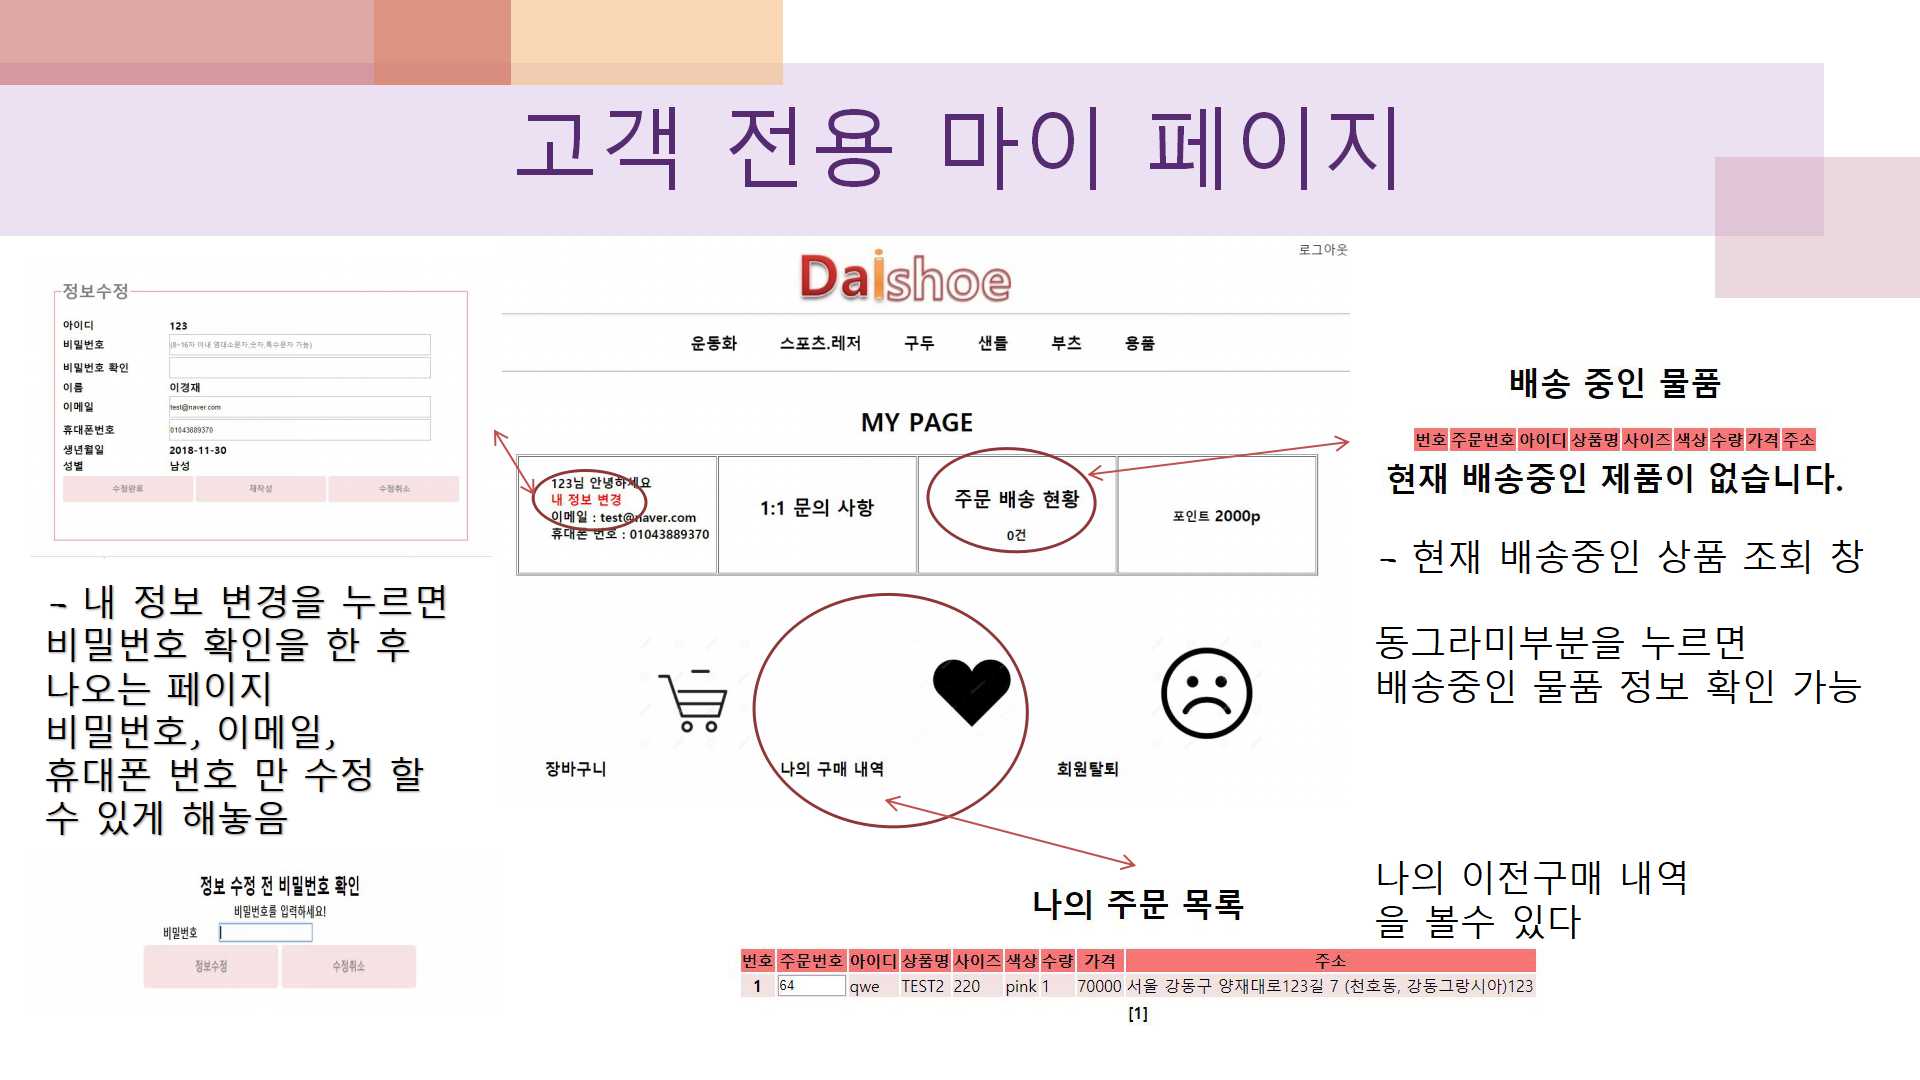 고객 전용 마이 페이지
정보수정
아이디 123
비밀번호 (8~16자 이내 영대소문자,숫자,특수문자 가능)
비밀번호 확인
이름 이경재
이메일 test@naver.com
휴대폰번호 01043889370
생년월일 2018-11-30
성별 남성
수정완료 재작성 수정취소
- 내 정보 변경을 누르면
비밀번호 확인을 한 후
나오는 페이지
비밀번호, 이메일,
휴대폰 번호 만 수정 할
수 있게 해놓음
정보 수정 전 비밀번호 확인
비밀번호를 입력하세요!
비밀번호
정보수정 수정취소
로그아웃
Daishoe
운동화 스포츠.레저 구두 샌들 부츠 용품
MY PAGE
123님 안녕하세요
내 정보 변경
이메일 : test@naver.com
휴대폰 번호 : 01043889370
1:1 문의 사항
주문 배송 현황
0건
포인트 2000p
장바구니 나의 구매 내역 회원탈퇴
나의 주문 목록
번호 주문번호 아이디 상품명 사이즈 색상 수량 가격 주소
1 64 qwe TEST2 220 pink 1 70000 서울 강동구 양재대로123길 7 (천호동, 강동그랑시아)123
[1]
배송 중인 물품
번호 주문번호 아이디 상품명 사이즈 색상 수량 가격 주소
현재 배송중인 제품이 없습니다.
- 현재 배송중인 상품 조회 창
동그라미부분을 누르면
배송중인 물품 정보 확인 가능
나의 이전구매 내역
을 볼수 있다